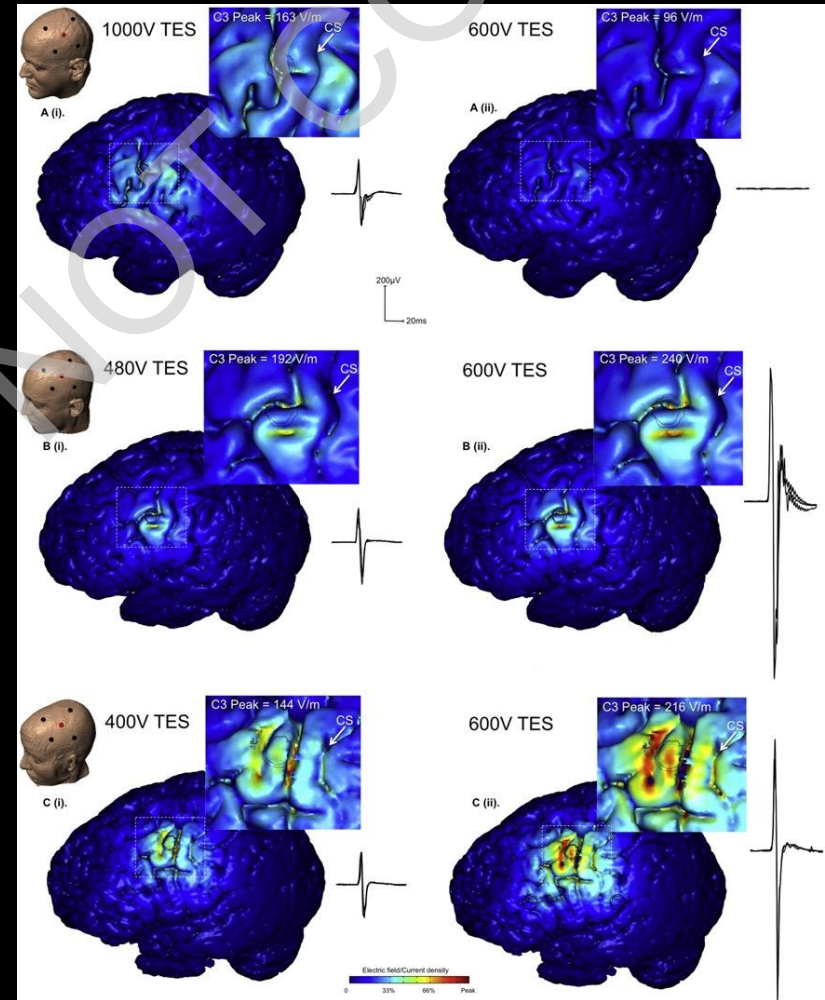 1000V TES
C3 Peak = 163 V/m
CS
A (i).
600V TES
C3 Peak = 96 V/m
CS
A (ii).
200μV
20ms
480V TES
C3 Peak = 192 V/m
CS
B (i).
600V TES
C3 Peak = 240 V/m
CS
B (ii).
400V TES
C3 Peak = 144 V/m
CS
C (i).
600V TES
C3 Peak = 216 V/m
CS
C (ii).
Electric field/Current density
0 33% 66% Peak
NOT CO